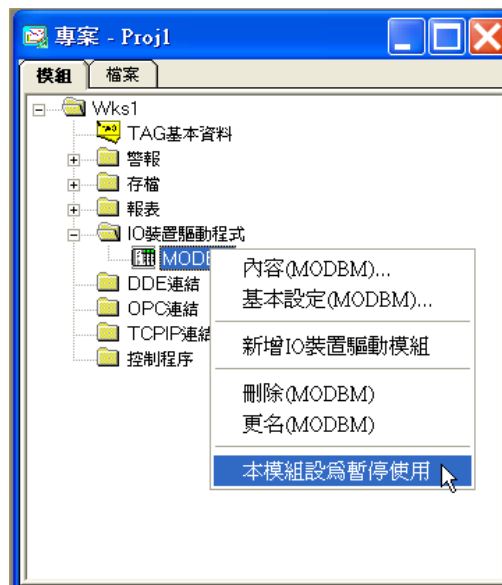 專案 - Proj1
模組 檔案
Wks1
TAG基本資料
警報
存檔
報表
IO裝置驅動程式
DDE連結
OPC連結
TCPIP連結
控制程序
內容(MODBM)...
基本設定(MODBM)...
新增IO裝置驅動模組
刪除(MODBM)
更名(MODBM)
本模組設為暫停使用